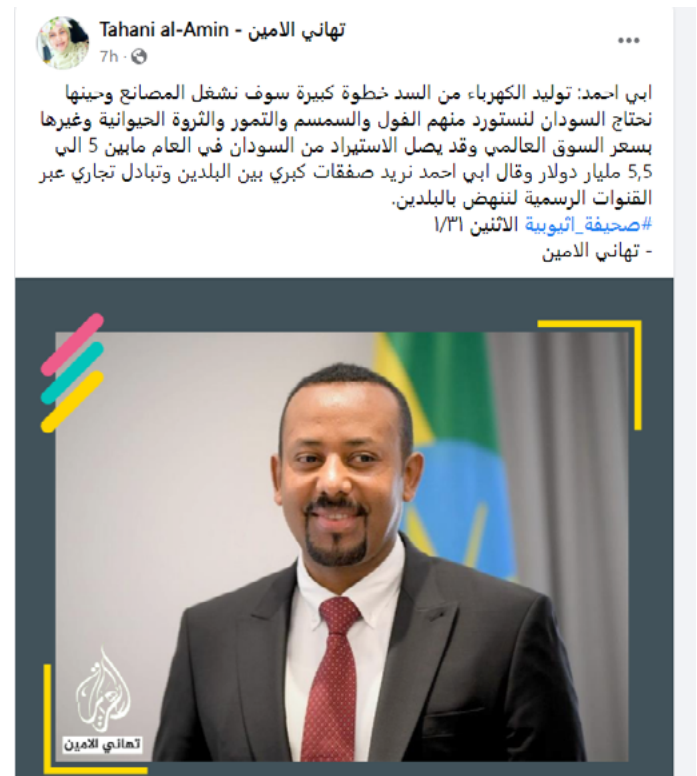 Tahani al-Amin - تهاني الامين
7h
ابي احمد: توليد الكهرباء من السد خطوة كبيرة سوف نشغل المصانع وحينها
نحتاج السودان لنستورد منهم الفول والسمسم والتمور والثروة الحيوانية وغيرها
بسعر السوق العالمي وقد يصل الاستيراد من السودان في العام مابين 5 الي
5,5 مليار دولار وقال ابي احمد نريد صفقات كبري بين البلدين وتبادل تجاري عبر
القنوات الرسمية لننهض بالبلدين.
#صحيفة_اثيوبية الاثنين ١/٣١
- تهاني الامين
تهاني الامين